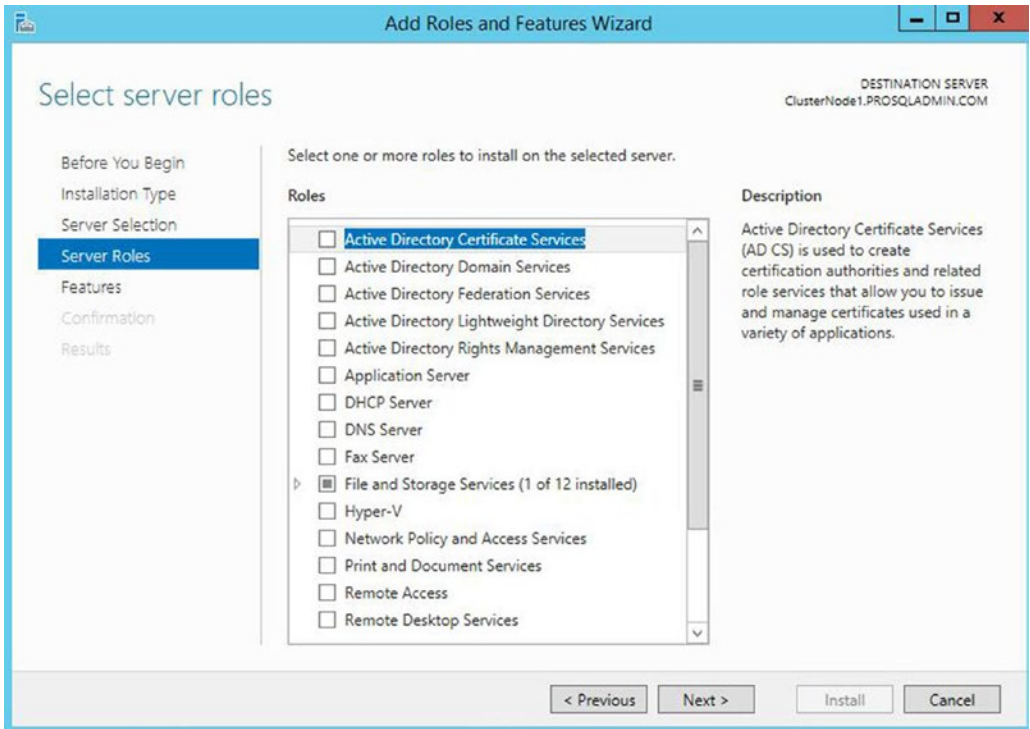 Add Roles and Features Wizard
Select server roles
DESTINATION SERVER
ClusterNode1.PROSQLADMIN.COM
Before You Begin
Installation Type
Server Selection
Server Roles
Features
Confirmation
Results
Select one or more roles to install on the selected server.
Roles
Active Directory Certificate Services
Active Directory Domain Services
Active Directory Federation Services
Active Directory Lightweight Directory Services
Active Directory Rights Management Services
Application Server
DHCP Server
DNS Server
Fax Server
File and Storage Services (1 of 12 installed)
Hyper-V
Network Policy and Access Services
Print and Document Services
Remote Access
Remote Desktop Services
Description
Active Directory Certificate Services
(AD CS) is used to create
certification authorities and related
role services that allow you to issue
and manage certificates used in a
variety of applications.
< Previous
Next >
Install
Cancel